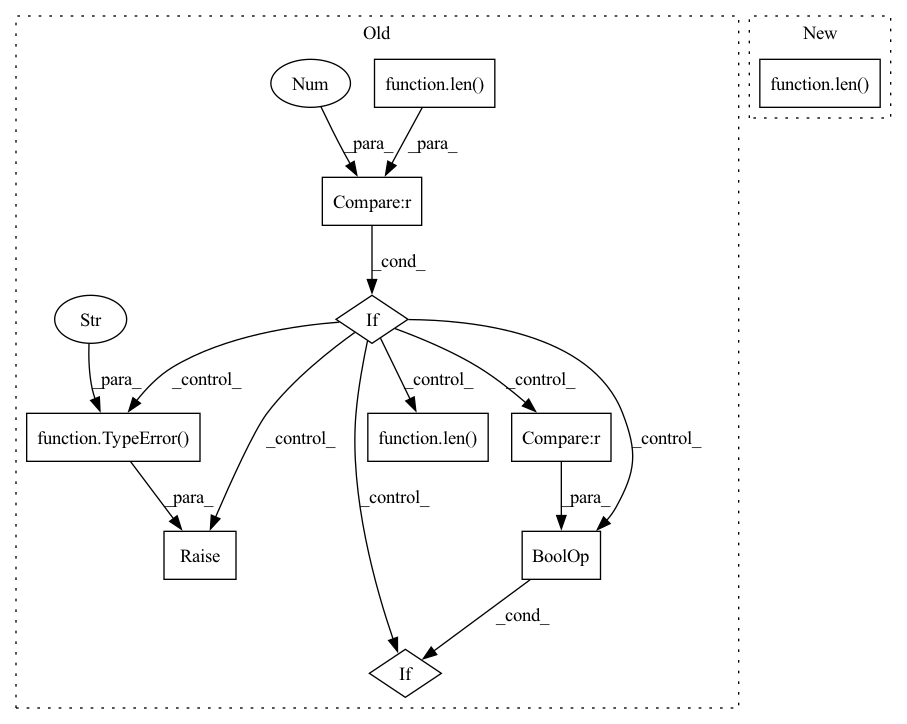 Old
New
Num
function.len()
function.len()
_para_
_para_
Compare:r
_cond_
Str
If
_para_
_control_
_control_
_control_
_control_
function.TypeError()
function.len()
Compare:r
_control_
_para_
_control_
_para_
Raise
BoolOp
_cond_
If